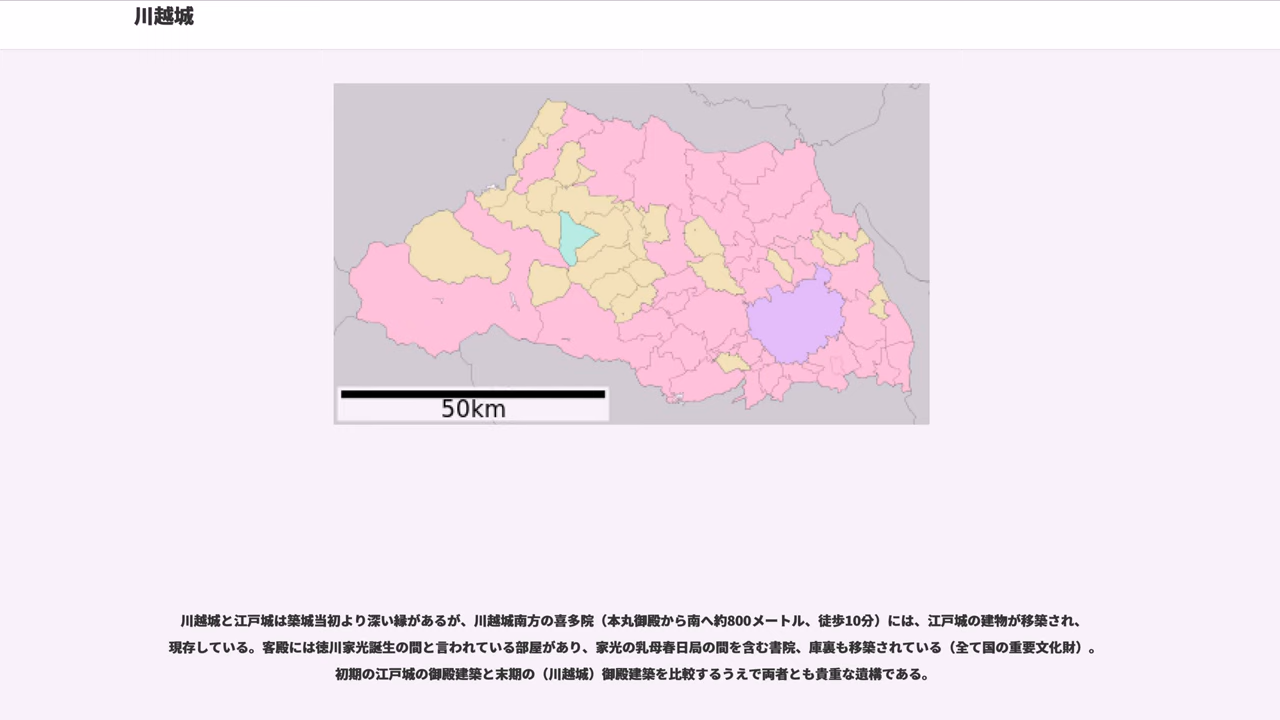 川越城
50km
川越城と江戸城は築城当初より深い縁があるが、川越城南方の喜多院（本丸御殿から南へ約800メートル、徒歩10分）には、江戸城の建物が移築され、
現存している。客殿には徳川家光誕生の間と言われている部屋があり、家光の乳母春日局の間を含む書院、庫裏も移築されている（全て国の重要文化財）。
初期の江戸城の御殿建築と末期の（川越城）御殿建築を比較するうえで両者とも貴重な遺構である。